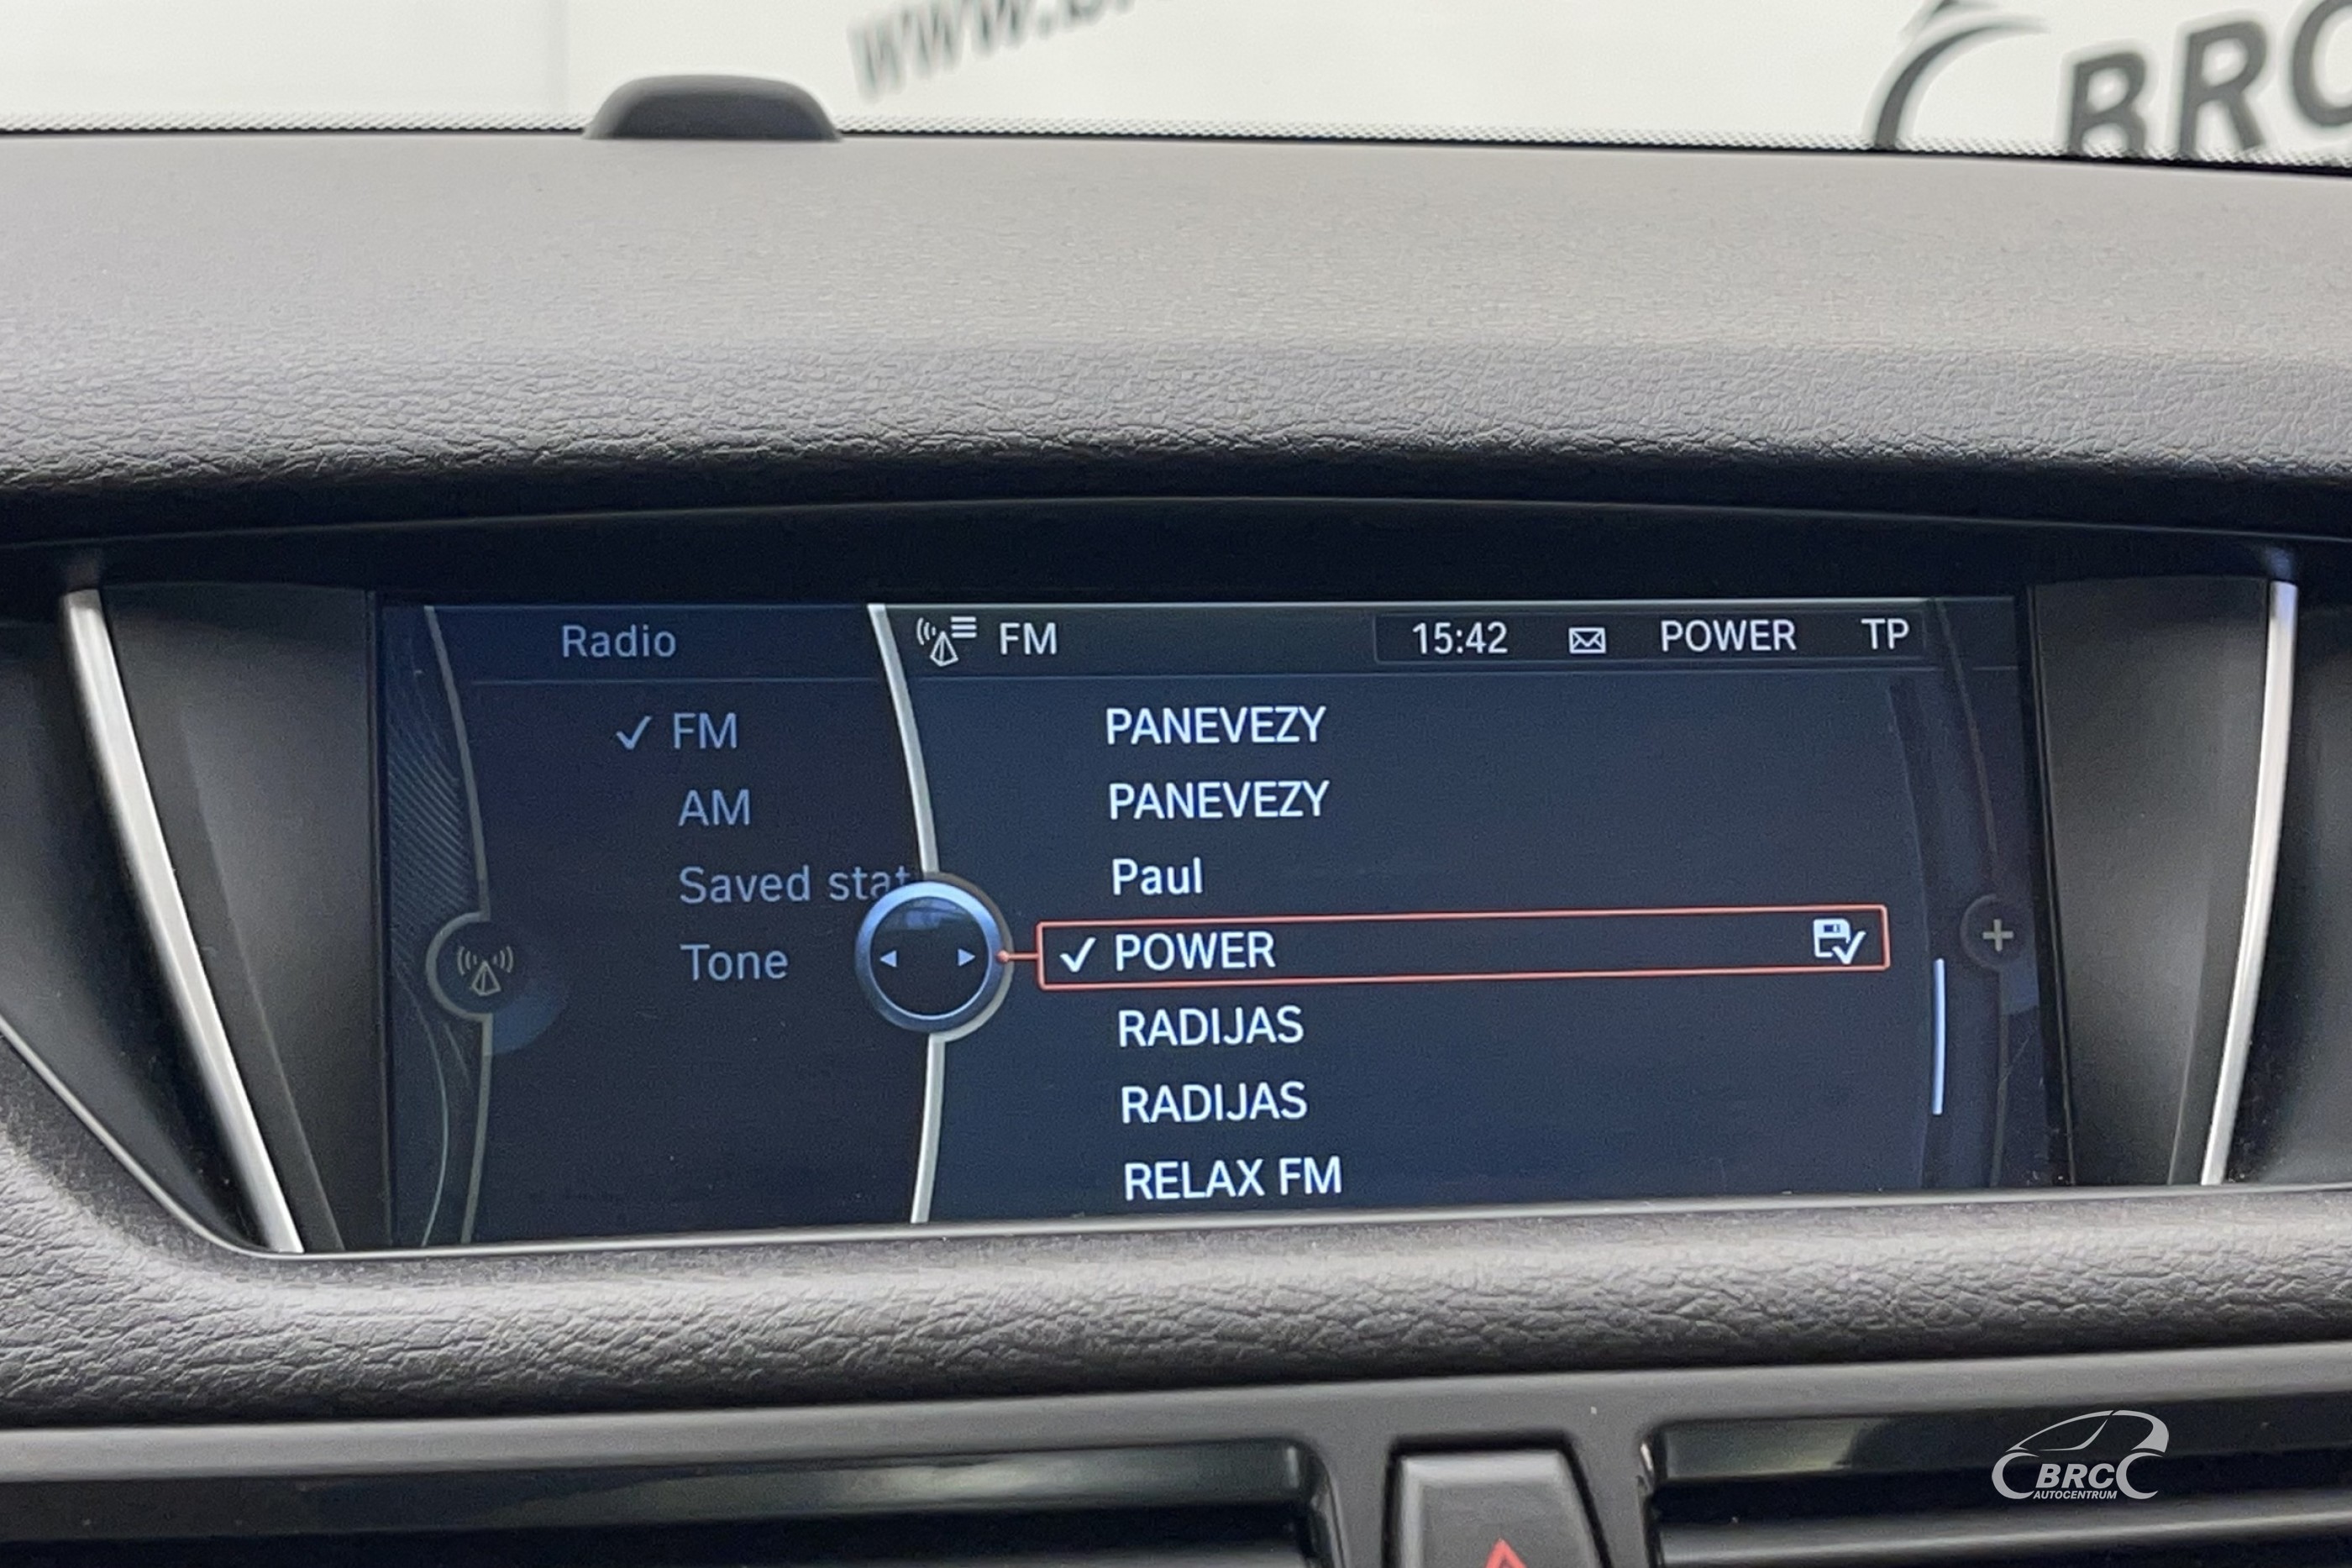 BRC
Radio
FM 15:42 POWER TP
✓ FM
AM
Saved stat
Tone
PANEVEZY
PANEVEZY
Paul
✓ POWER
RADIJAS
RADIJAS
RELAX FM
BRC
AUTOCENTRUM